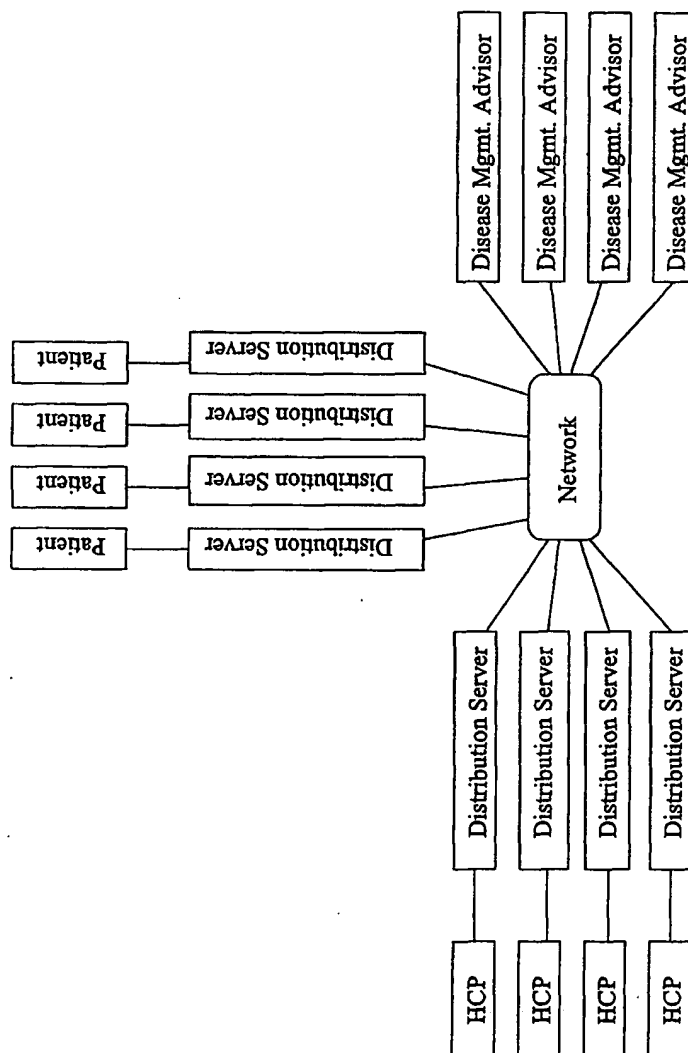 Patient
Distribution Server
Patient
Distribution Server
Patient
Distribution Server
Patient
Distribution Server
Disease Mgmt. Advisor
Disease Mgmt. Advisor
Disease Mgmt. Advisor
Disease Mgmt. Advisor
Network
Distribution Server
Distribution Server
Distribution Server
Distribution Server
HCP
HCP
HCP
HCP